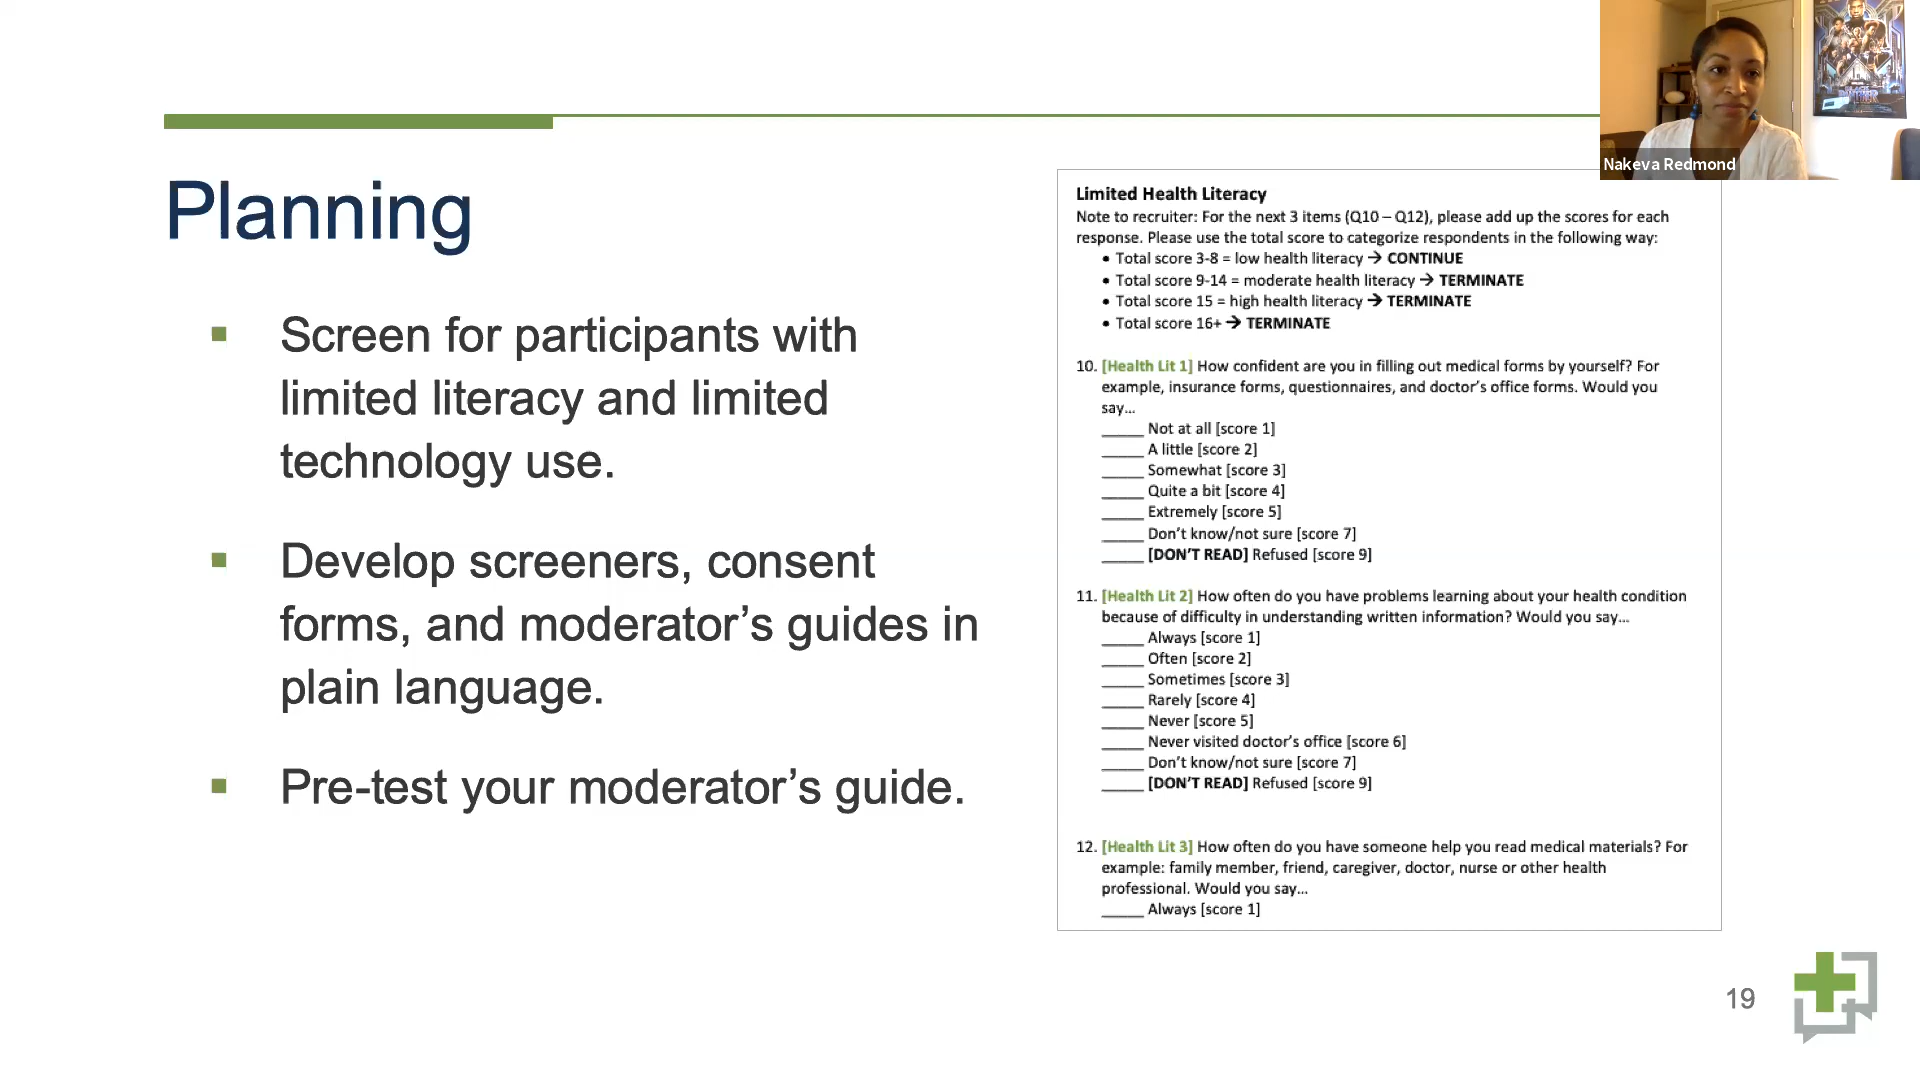 Planning
▪ Screen for participants with
limited literacy and limited
technology use.
▪ Develop screeners, consent
forms, and moderator’s guides in
plain language.
▪ Pre-test your moderator’s guide.
Nakeva Redmond
Limited Health Literacy
Note to recruiter: For the next 3 items (Q10 – Q12), please add up the scores for each
response. Please use the total score to categorize respondents in the following way:
• Total score 3-8 = low health literacy → CONTINUE
• Total score 9-14 = moderate health literacy → TERMINATE
• Total score 15 = high health literacy → TERMINATE
• Total score 16+ → TERMINATE
10. [Health Lit 1] How confident are you in filling out medical forms by yourself? For
example, insurance forms, questionnaires, and doctor’s office forms. Would you
say…
_____ Not at all [score 1]
_____ A little [score 2]
_____ Somewhat [score 3]
_____ Quite a bit [score 4]
_____ Extremely [score 5]
_____ Don’t know/not sure [score 7]
_____ [DON’T READ] Refused [score 9]
11. [Health Lit 2] How often do you have problems learning about your health condition
because of difficulty in understanding written information? Would you say…
_____ Always [score 1]
_____ Often [score 2]
_____ Sometimes [score 3]
_____ Rarely [score 4]
_____ Never [score 5]
_____ Never visited doctor’s office [score 6]
_____ Don’t know/not sure [score 7]
_____ [DON’T READ] Refused [score 9]
12. [Health Lit 3] How often do you have someone help you read medical materials? For
example: family member, friend, caregiver, doctor, nurse or other health
professional. Would you say…
_____ Always [score 1]
19